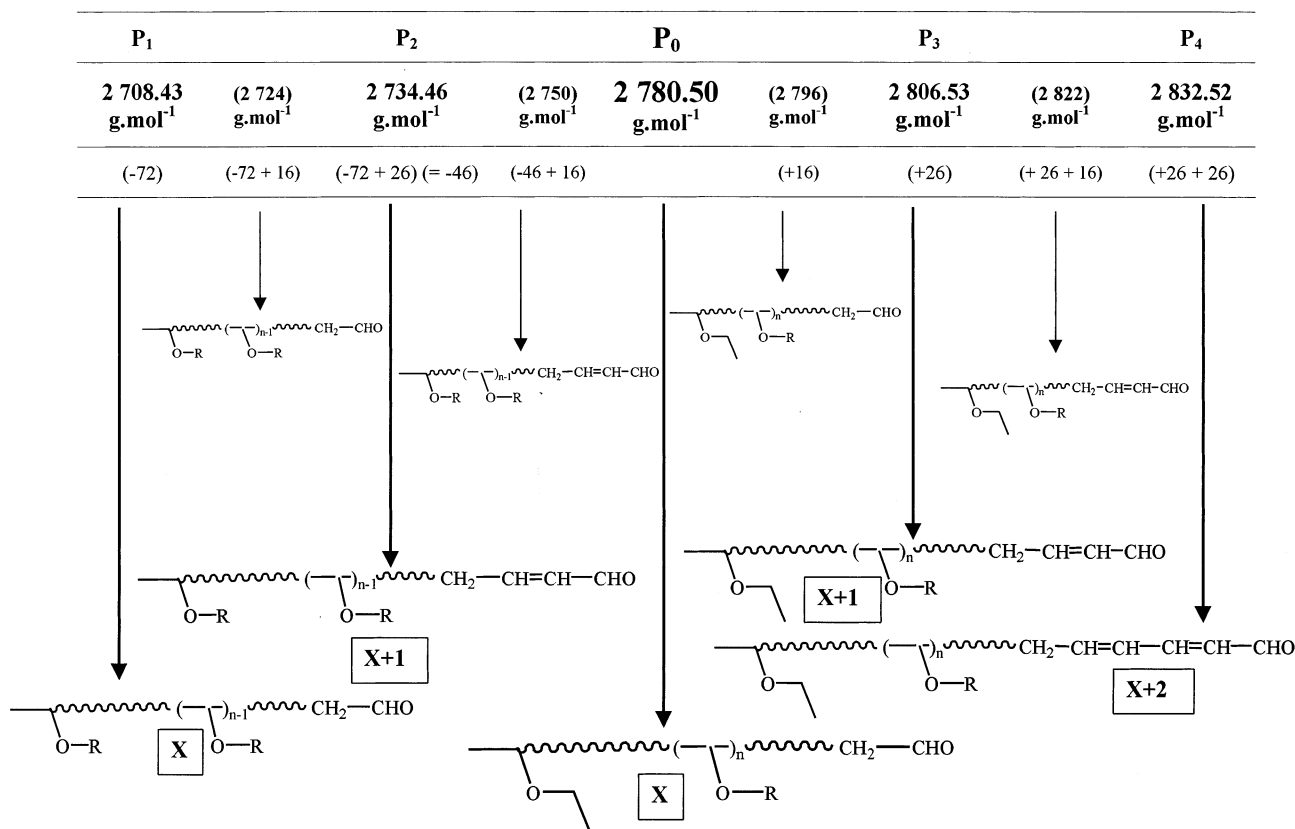 P₁ P₂ P₀ P₃ P₄
2 708.43 (2 724) 2 734.46 (2 750) 2 780.50 (2 796) 2 806.53 (2 822) 2 832.52
g.mol⁻¹ g.mol⁻¹ g.mol⁻¹ g.mol⁻¹ g.mol⁻¹ g.mol⁻¹ g.mol⁻¹ g.mol⁻¹ g.mol⁻¹
(-72) (-72 + 16) (-72 + 26) (= -46) (-46 + 16) (+16) (+26) (+ 26 + 16) (+26 + 26)
( )ₙ CH₂—CHO
O O—R
( )ₙ₋₁ CH₂—CHO
O—R O—R
( )ₙ₋₁ CH₂—CH=CH—CHO
O—R O—R
( )ₙ CH₂—CH=CH—CHO
O O—R
( )ₙ CH₂—CH=CH—CHO
O X+1 O—R
( )ₙ₋₁ CH₂—CH=CH—CHO
O—R O—R
X+1
( )ₙ CH₂—CH=CH—CH=CH—CHO
O O—R X+2
( )ₙ₋₁ CH₂—CHO
O—R X O—R
( )ₙ CH₂—CHO
O X O—R